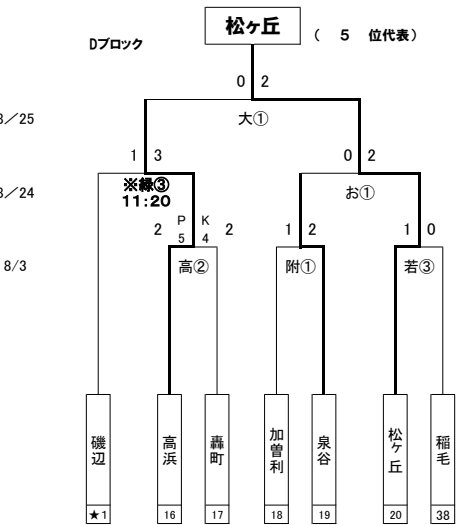 松ヶ丘
Dブロック
( 5 位代表)
0 2
8/25
大①
1 3
0 2
8/24
※緑③
11:20
お①
2 P K 2
5 4
1 2
1 0
8/3
高②
附①
若③
磯辺
高浜
轟町
加曽利
泉谷
松ケ丘
稲毛
★1
16
17
18
19
20
38